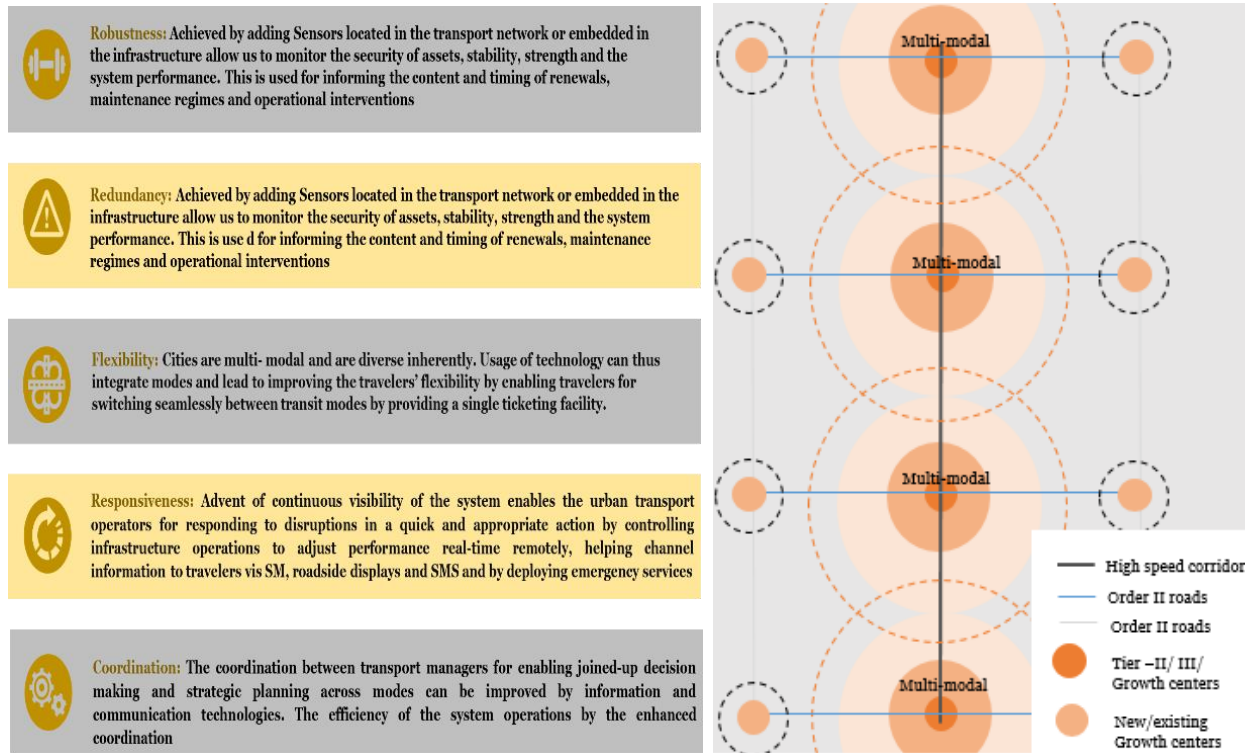 Robustness: Achieved by adding Sensors located in the transport network or embedded in
the infrastructure allow us to monitor the security of assets, stability, strength and the
system performance. This is used for informing the content and timing of renewals,
maintenance regimes and operational interventions
Redundancy: Achieved by adding Sensors located in the transport network or embedded in the
infrastructure allow us to monitor the security of assets, stability, strength and the system
performance. This is use d for informing the content and timing of renewals, maintenance
regimes and operational interventions
Flexibility: Cities are multi- modal and are diverse inherently. Usage of technology can thus
integrate modes and lead to improving the travelers' flexibility by enabling travelers for
switching seamlessly between transit modes by providing a single ticketing facility.
Responsiveness: Advent of continuous visibility of the system enables the urban transport
operators for responding to disruptions in a quick and appropriate action by controlling
infrastructure operations to adjust performance real-time remotely, helping channel
information to travelers vis SM, roadside displays and SMS and by deploying emergency services
Coordination: The coordination between transport managers for enabling joined-up decision
making and strategic planning across modes can be improved by information and
communication technologies. The efficiency of the system operations by the enhanced
coordination
Multi-modal
Multi-modal
Multi-modal
Multi-modal
High speed corridor
Order II roads
Order II roads
Tier –II/ III/
Growth centers
New/existing
Growth centers